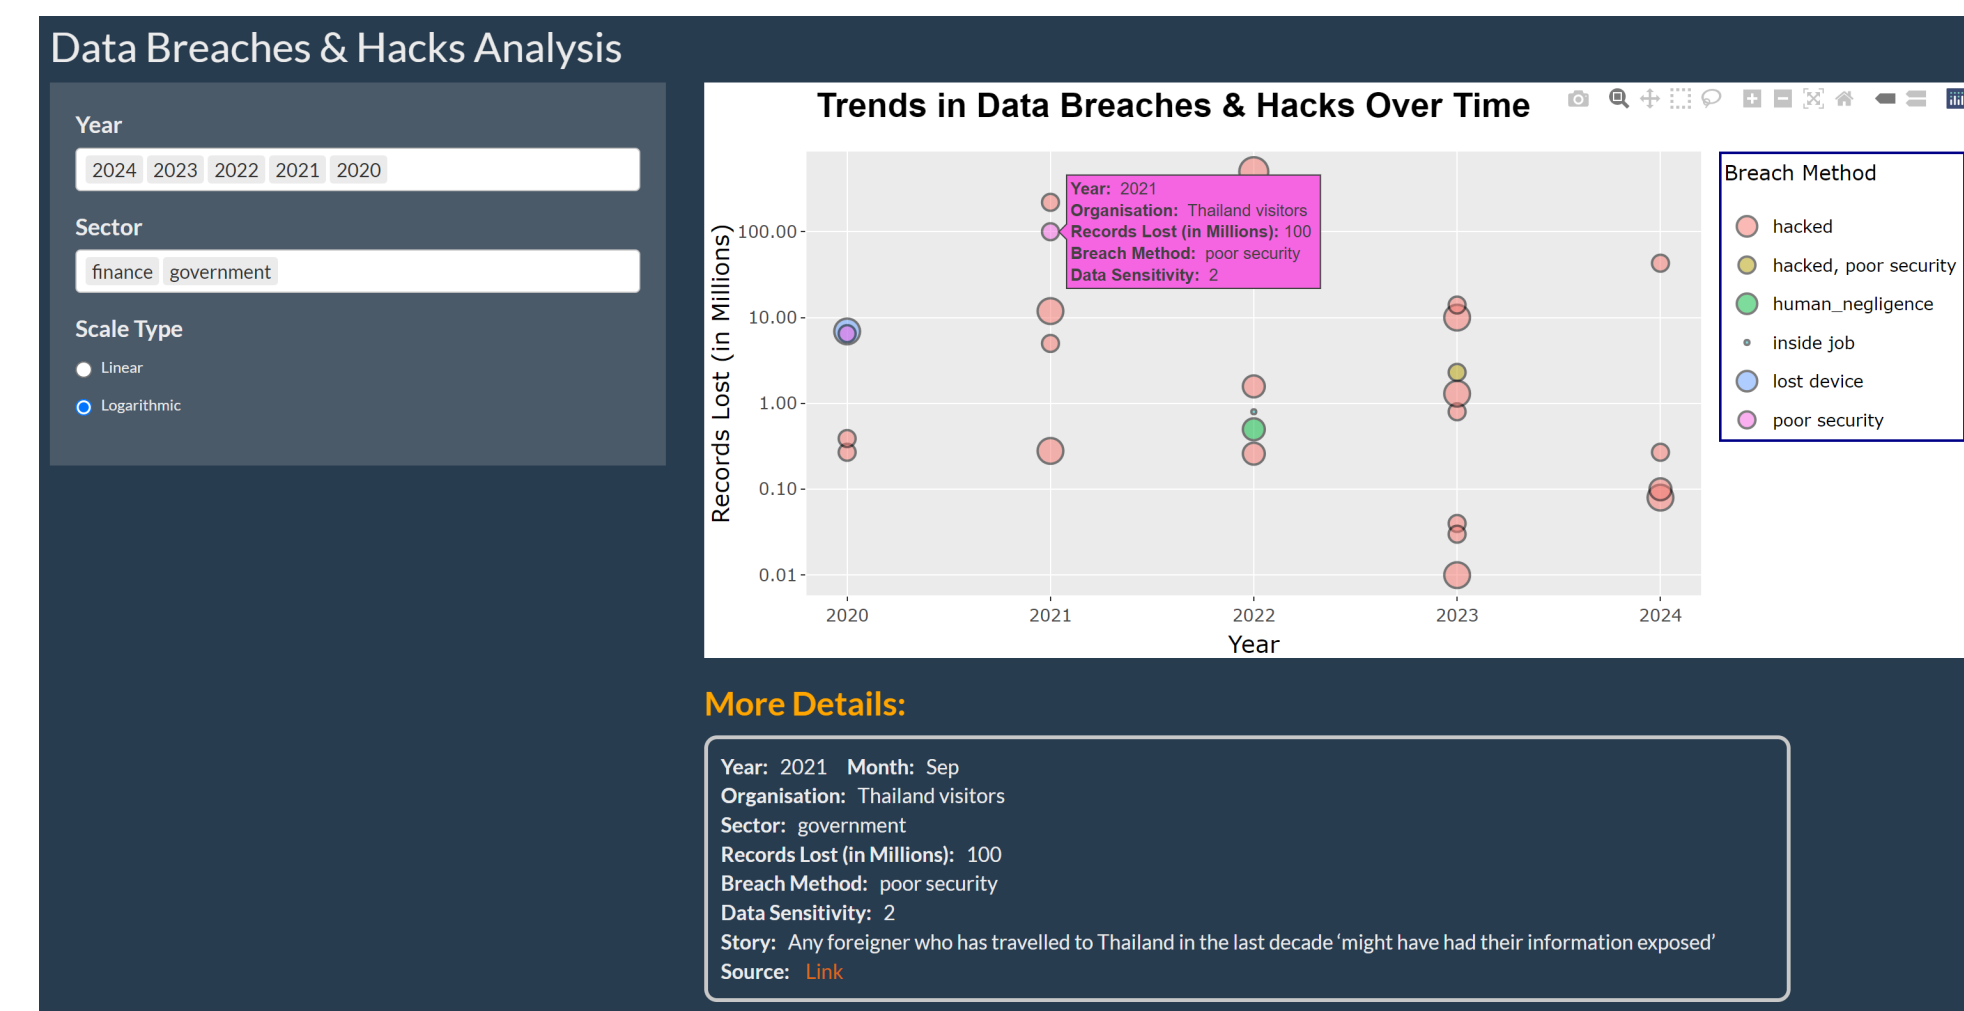 Data Breaches & Hacks Analysis
Year
2024 2023 2022 2021 2020
Sector
finance government
Scale Type
Linear
Logarithmic
Trends in Data Breaches & Hacks Over Time
Records Lost (in Millions)
100.00
10.00
1.00
0.10
0.01
Year: 2021
Organisation: Thailand visitors
Records Lost (in Millions): 100
Breach Method: poor security
Data Sensitivity: 2
2020 2021 2022 2023 2024
Year
Breach Method
hacked
hacked, poor security
human_negligence
inside job
lost device
poor security
More Details:
Year: 2021 Month: Sep
Organisation: Thailand visitors
Sector: government
Records Lost (in Millions): 100
Breach Method: poor security
Data Sensitivity: 2
Story: Any foreigner who has travelled to Thailand in the last decade ‘might have had their information exposed’
Source: Link